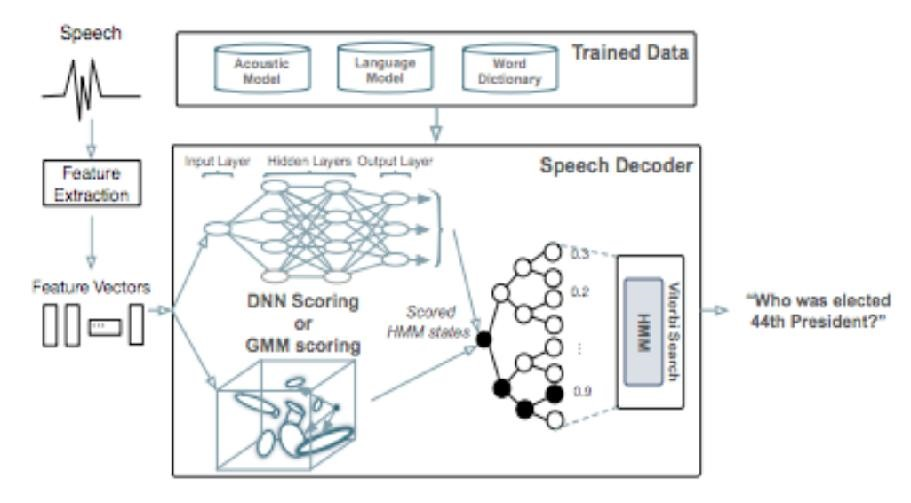 Speech
Trained Data
Acoustic
Model
Language
Model
Word
Dictionary
Feature
Extraction
Feature Vectors
Input Layer
Hidden Layers
Output Layer
Speech Decoder
DNN Scoring
or
GMM scoring
Scored
HMM states
0.3
0.2
...
0.9
HMM
Viterbi Search
"Who was elected
44th President?"